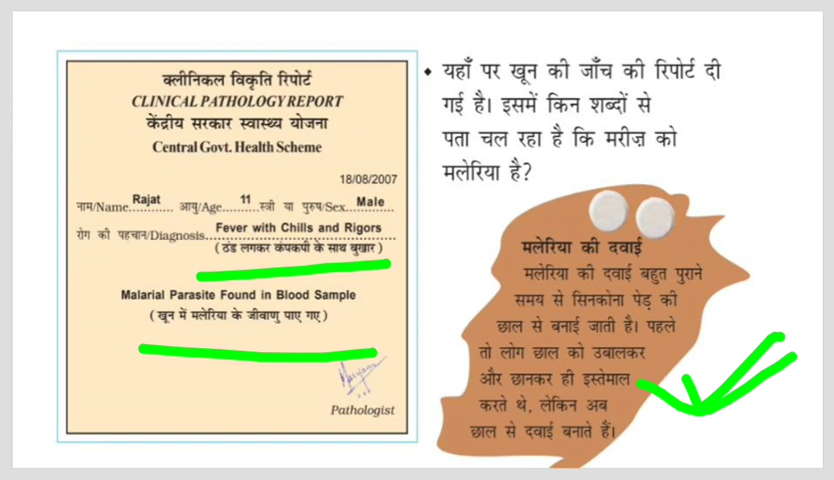 क्लीनिकल विकृति रिपोर्ट
CLINICAL PATHOLOGY REPORT
केंद्रीय सरकार स्वास्थ्य योजना
Central Govt. Health Scheme
18/08/2007
नाम/Name.Rajat.... आयु/Age...11...स्त्री या पुरुष/Sex..Male...
रोग की पहचान/Diagnosis..Fever with Chills and Rigors
( ठंड लगकर कंपकपी के साथ बुखार )
Malarial Parasite Found in Blood Sample
( खून में मलेरिया के जीवाणु पाए गए )
Pathologist
• यहाँ पर खून की जाँच की रिपोर्ट दी
गई है। इसमें किन शब्दों से
पता चल रहा है कि मरीज़ को
मलेरिया है?
मलेरिया की दवाई
मलेरिया की दवाई बहुत पुराने
समय से सिनकोना पेड़ की
छाल से बनाई जाती है। पहले
तो लोग छाल को उबालकर
और छानकर ही इस्तेमाल
करते थे, लेकिन अब
छाल से दवाई बनाते हैं।